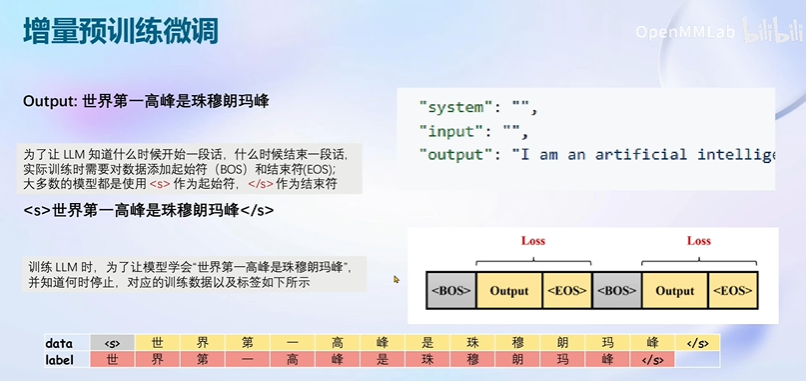 增量预训练微调
OpenMMLab bilibili
Output: 世界第一高峰是珠穆朗玛峰
为了让 LLM 知道什么时候开始一段话，什么时候结束一段话，
实际训练时需要对数据添加起始符（BOS）和结束符(EOS);
大多数的模型都是使用 <s> 作为起始符，</s> 作为结束符
<s>世界第一高峰是珠穆朗玛峰</s>
训练 LLM 时，为了让模型学会“世界第一高峰是珠穆朗玛峰”，
并知道何时停止，对应的训练数据以及标签如下所示
"system": "",
"input": "",
"output": "I am an artificial intellige
Loss Loss
<BOS> Output <EOS> <BOS> Output <EOS>
data <s> 世 界 第 一 高 峰 是 珠 穆 朗 玛 峰 </s>
label 世 界 第 一 高 峰 是 珠 穆 朗 玛 峰 </s>